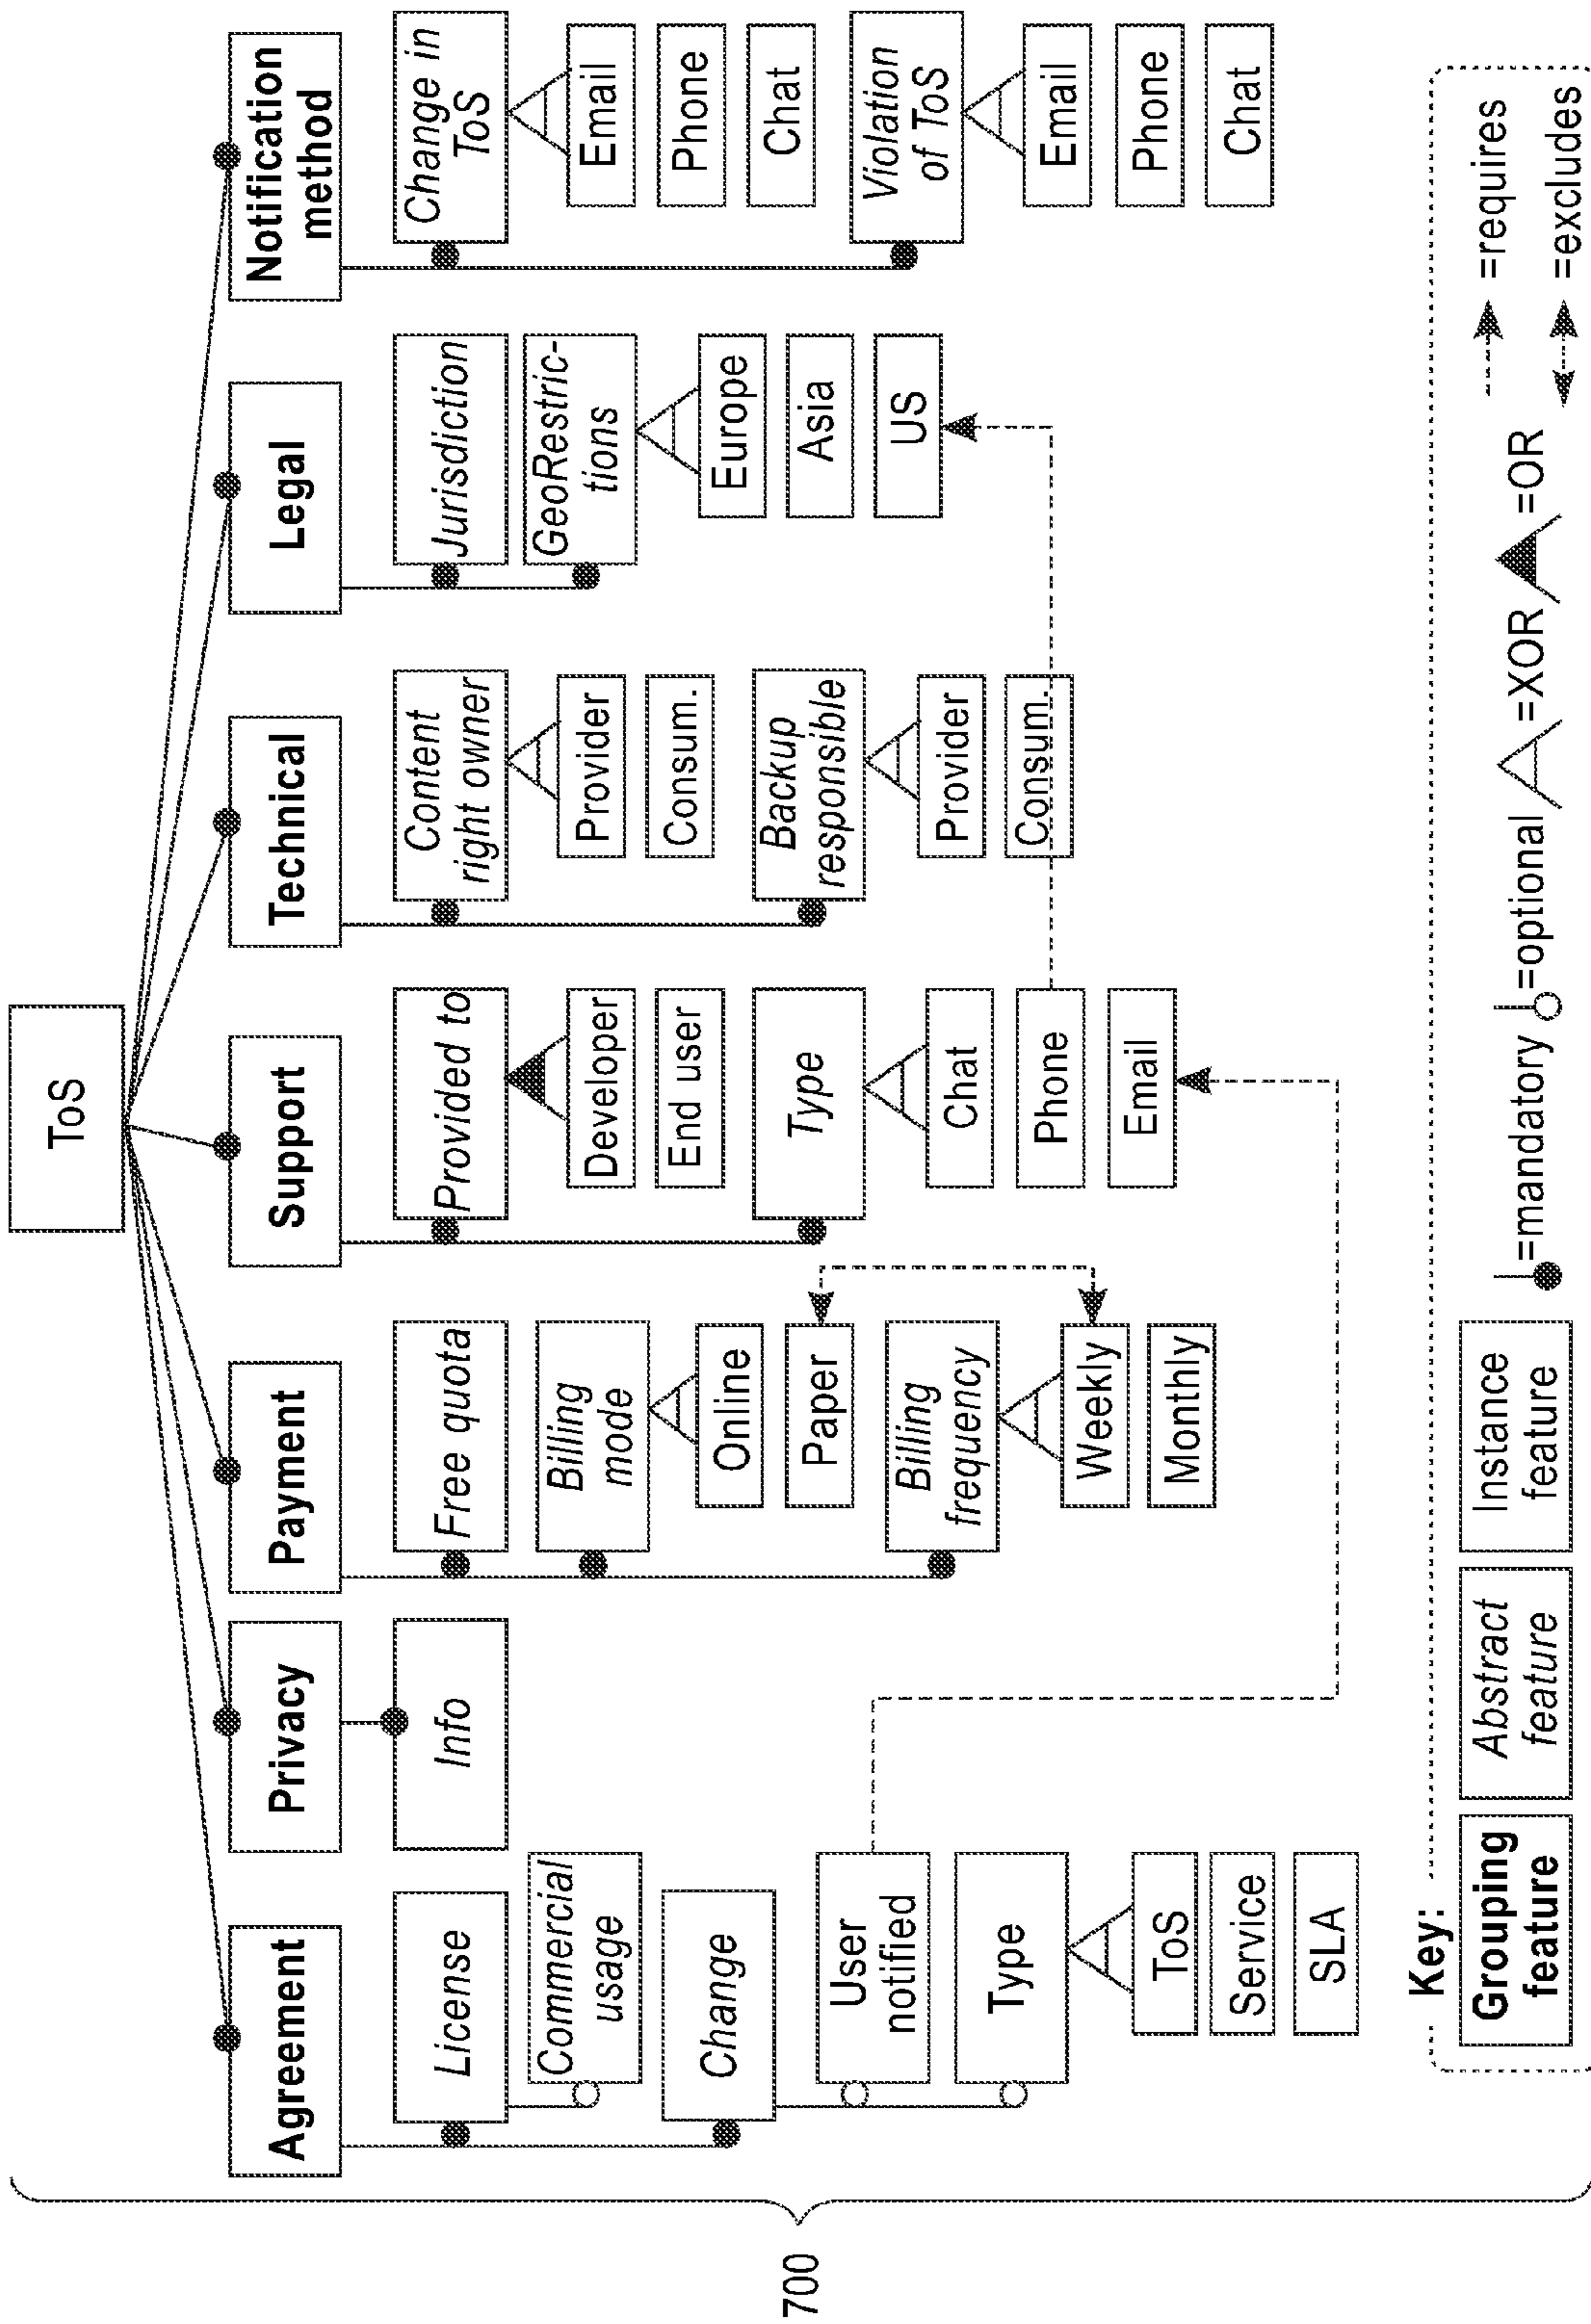 ToS
Agreement
License
Commercial
usage
Change
User
notified
Type
ToS
Service
SLA
Privacy
Info
Payment
Free quota
Billing
mode
Online
Paper
Billing
frequency
Weekly
Monthly
Support
Provided to
Developer
End user
Type
Chat
Phone
Email
Technical
Content
right owner
Provider
Consum.
Backup
responsible
Provider
Consum.
Legal
Jurisdiction
GeoRestric-
tions
Europe
Asia
US
Notification
method
Change in
ToS
Email
Phone
Chat
Violation
of ToS
Email
Phone
Chat
Key:
Grouping
feature
Abstract
feature
Instance
feature
=mandatory
=optional
=XOR
=OR
=requires
=excludes
700